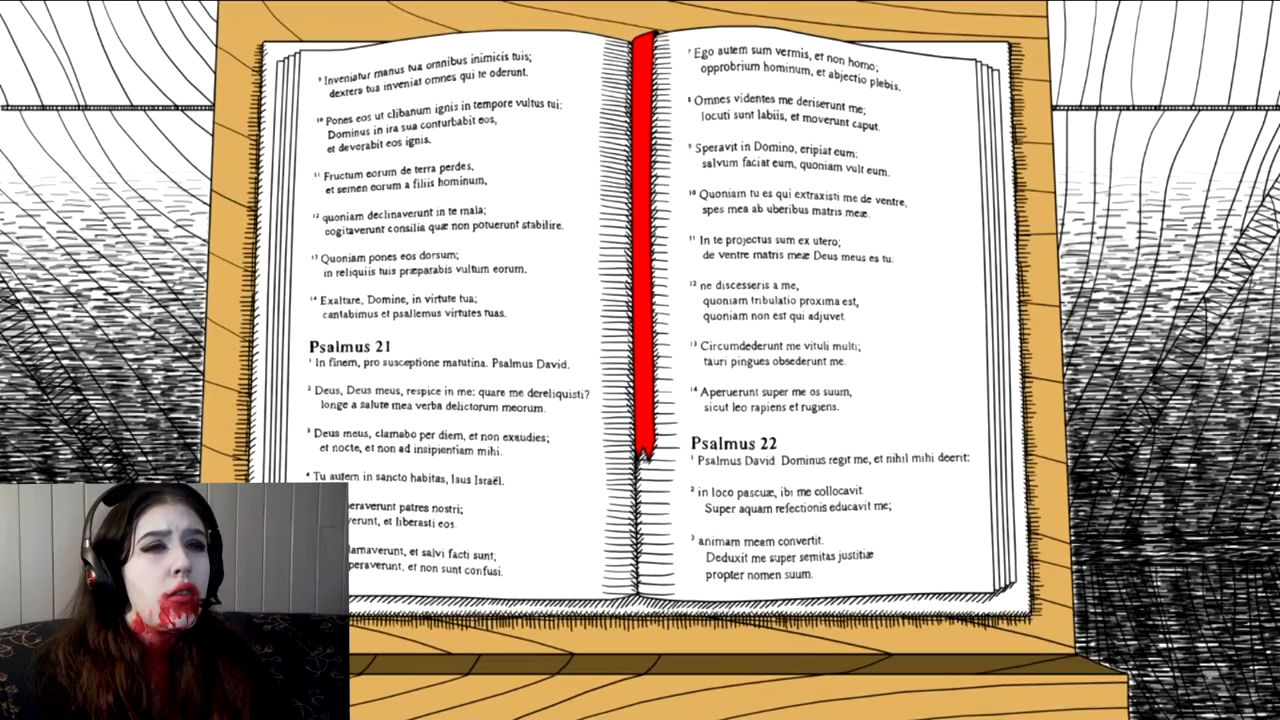 9 Inveniatur manus tua omnibus inimicis tuis;
dextera tua inveniat omnes qui te oderunt.
10 Pones eos ut clibanum ignis in tempore vultus tui:
Dominus in ira sua conturbabit eos,
et devorabit eos ignis.
11 Fructum eorum de terra perdes,
et semen eorum a filiis hominum,
12 quoniam declinaverunt in te mala;
cogitaverunt consilia quæ non potuerunt stabilire.
13 Quoniam pones eos dorsum;
in reliquiis tuis præparabis vultum eorum.
14 Exaltare, Domine, in virtute tua;
cantabimus et psallemus virtutes tuas.
Psalmus 21
1 In finem, pro susceptione matutina. Psalmus David.
2 Deus, Deus meus, respice in me: quare me dereliquisti?
longe a salute mea verba delictorum meorum.
3 Deus meus, clamabo per diem, et non exaudies;
et nocte, et non ad insipientiam mihi.
4 Tu autem in sancto habitas, laus Israël.
eraverunt patres nostri;
verunt, et liberasti eos.
lamaverunt, et salvi facti sunt;
peraverunt, et non sunt confusi.
7 Ego autem sum vermis, et non homo;
opprobrium hominum, et abjectio plebis.
8 Omnes videntes me deriserunt me;
locuti sunt labiis, et moverunt caput.
9 Speravit in Domino, eripiat eum:
salvum faciat eum, quoniam vult eum.
10 Quoniam tu es qui extraxisti me de ventre,
spes mea ab uberibus matris meæ.
11 In te projectus sum ex utero;
de ventre matris meæ Deus meus es tu:
12 ne discesseris a me,
quoniam tribulatio proxima est,
quoniam non est qui adjuvet.
13 Circumdederunt me vituli multi;
tauri pingues obsederunt me.
14 Aperuerunt super me os suum,
sicut leo rapiens et rugiens.
Psalmus 22
1 Psalmus David Dominus regit me, et nihil mihi deerit:
2 in loco pascuæ, ibi me collocavit.
Super aquam refectionis educavit me;
3 animam meam convertit.
Deduxit me super semitas justitiæ
propter nomen suum.